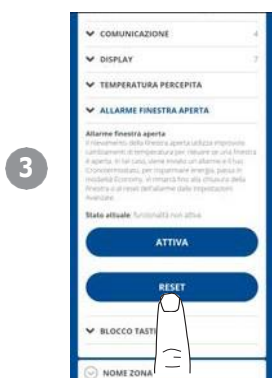 COMUNICAZIONE 4
DISPLAY 7
TEMPERATURA PERCEPITA
ALLARME FINESTRA APERTA
Allarme finestra aperta
Il rilevamento della finestra aperta utilizza improvvisi
cambiamenti di temperatura per rilevare se una finestra
è aperta. In tal caso, viene inviato un allarme e il tuo
Cronotermostato, per risparmiare energia, passa in
modalità Economy. Vi rimarrà fino alla chiusura della
finestra o al reset dell'allarme dalle Impostazioni
Avanzate.
Stato attuale: funzionalità non attiva
ATTIVA
3
RESET
BLOCCO TASTI
NOME ZONA